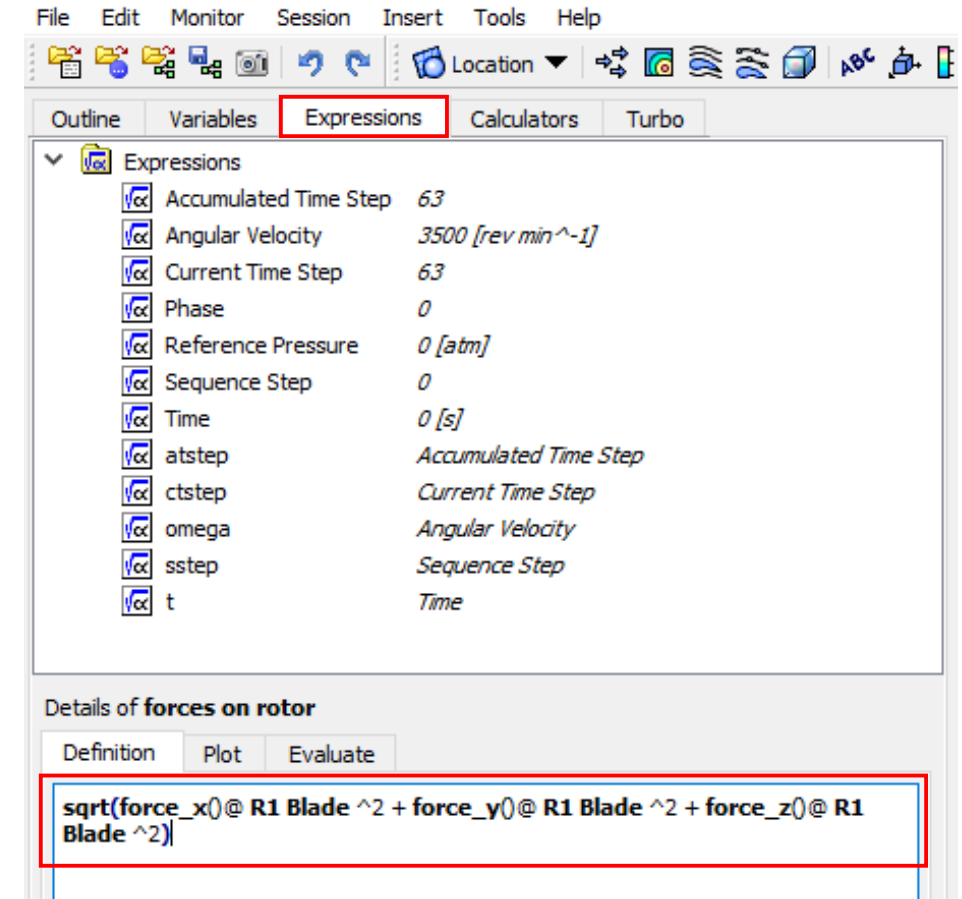 File Edit Monitor Session Insert Tools Help
Location
ABC
Outline Variables Expressions Calculators Turbo
Expressions
Accumulated Time Step 63
Angular Velocity 3500 [rev min^-1]
Current Time Step 63
Phase 0
Reference Pressure 0 [atm]
Sequence Step 0
Time 0 [s]
atstep Accumulated Time Step
ctstep Current Time Step
omega Angular Velocity
sstep Sequence Step
t Time
Details of forces on rotor
Definition Plot Evaluate
sqrt(force_x()@ R1 Blade ^2 + force_y()@ R1 Blade ^2 + force_z()@ R1
Blade ^2)